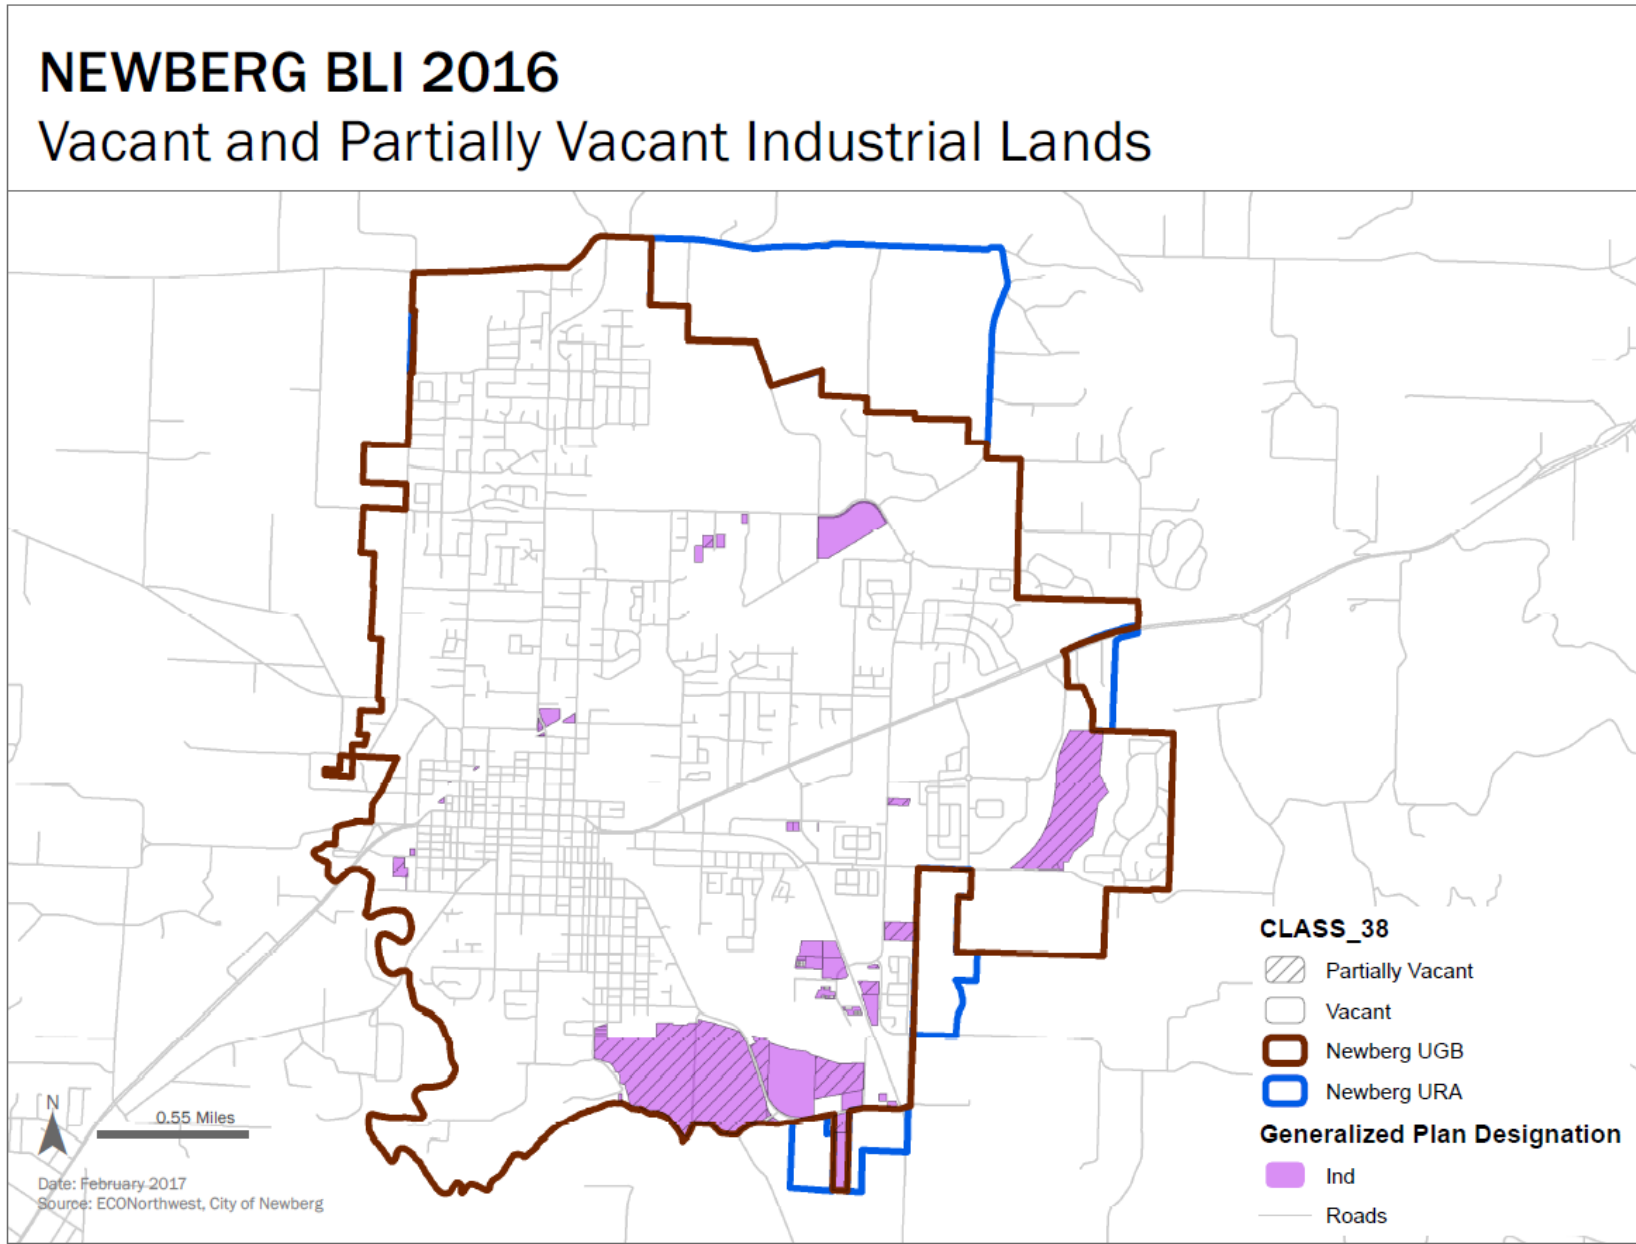 NEWBERG BLI 2016
Vacant and Partially Vacant Industrial Lands
CLASS_38
Partially Vacant
Vacant
Newberg UGB
Newberg URA
Generalized Plan Designation
Ind
Roads
N
0.55 Miles
Date: February 2017
Source: ECONorthwest, City of Newberg